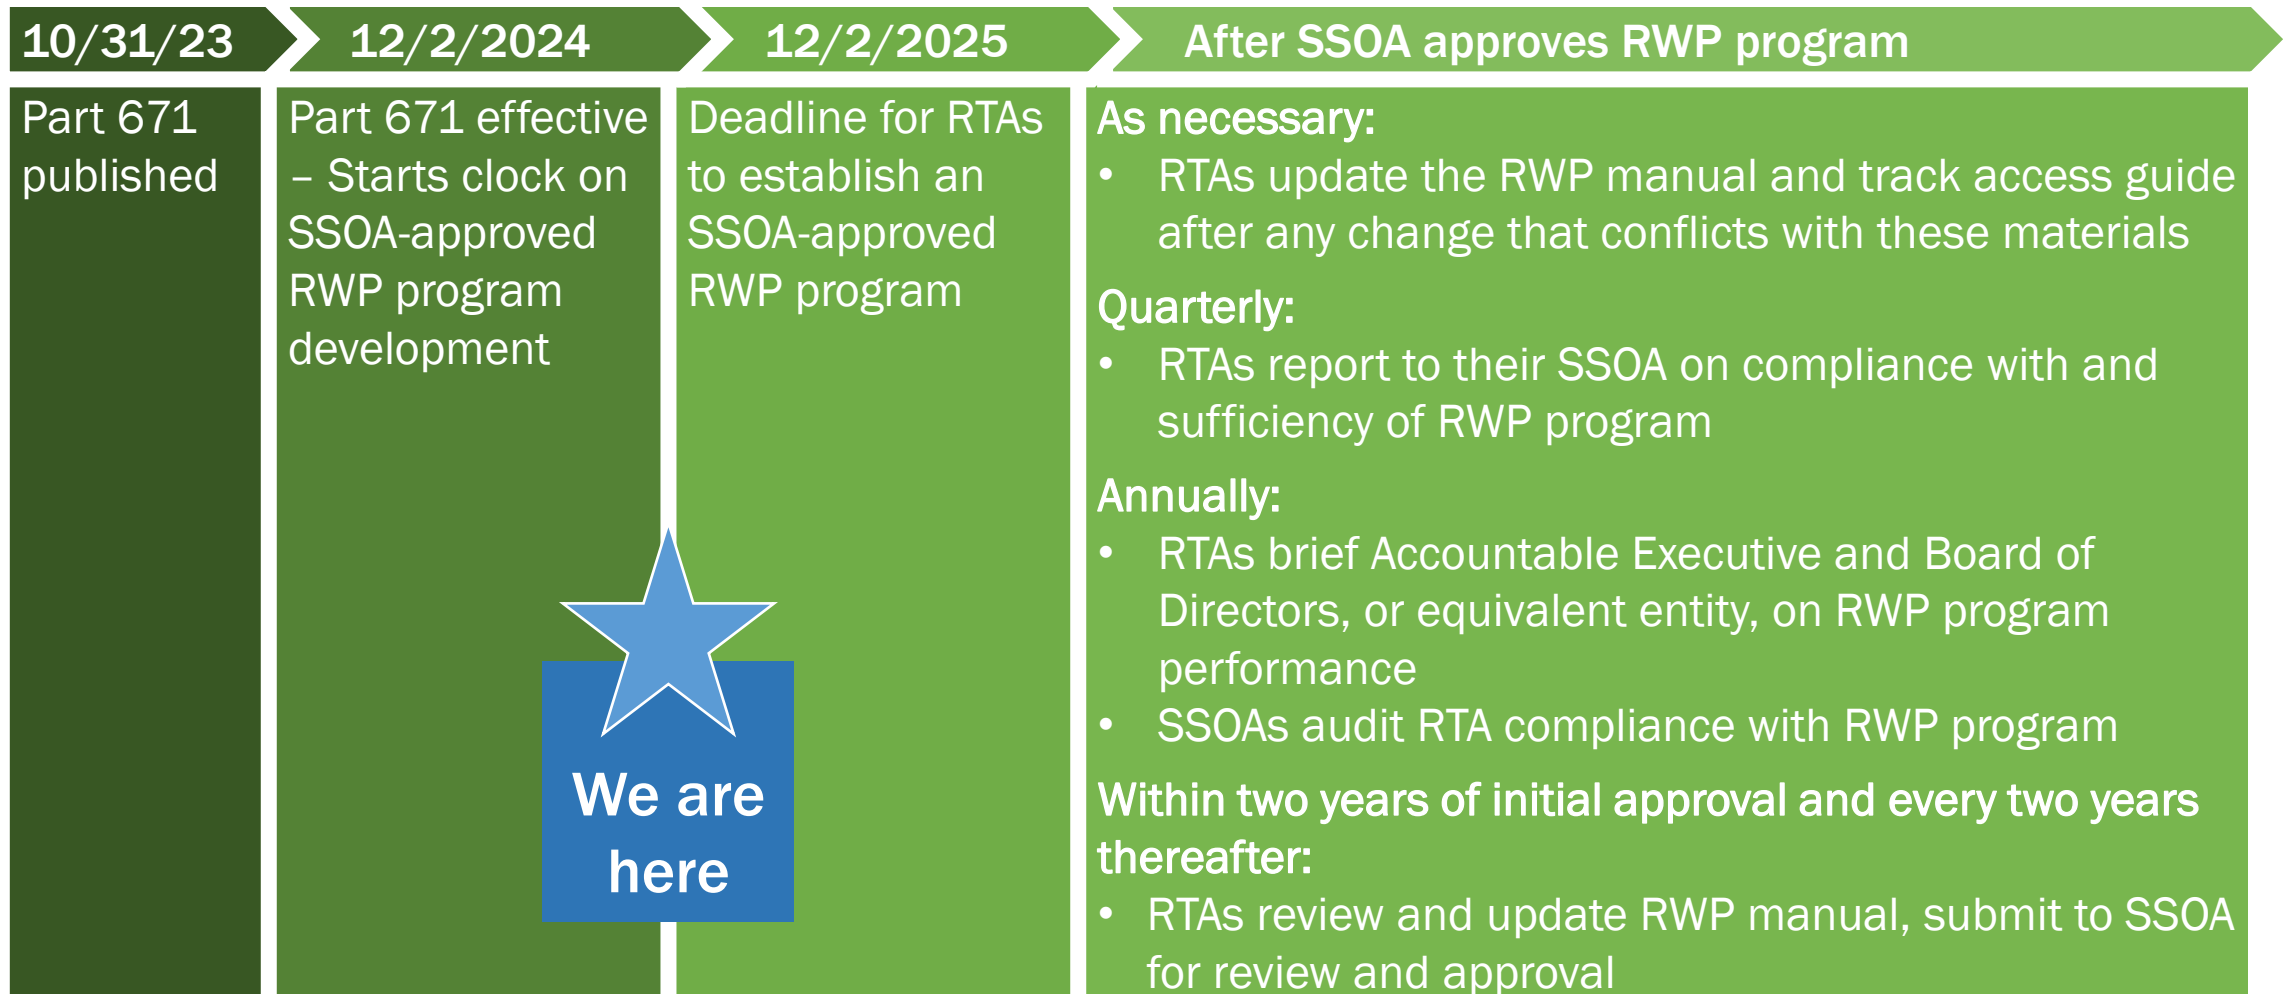 10/31/23
12/2/2024
12/2/2025
After SSOA approves RWP program
Part 671
published
Part 671 effective
– Starts clock on
SSOA-approved
RWP program
development
Deadline for RTAs
to establish an
SSOA-approved
RWP program
As necessary:
• RTAs update the RWP manual and track access guide
after any change that conflicts with these materials
Quarterly:
• RTAs report to their SSOA on compliance with and
sufficiency of RWP program
Annually:
• RTAs brief Accountable Executive and Board of
Directors, or equivalent entity, on RWP program
performance
• SSOAs audit RTA compliance with RWP program
Within two years of initial approval and every two years
thereafter:
• RTAs review and update RWP manual, submit to SSOA
for review and approval
We are
here